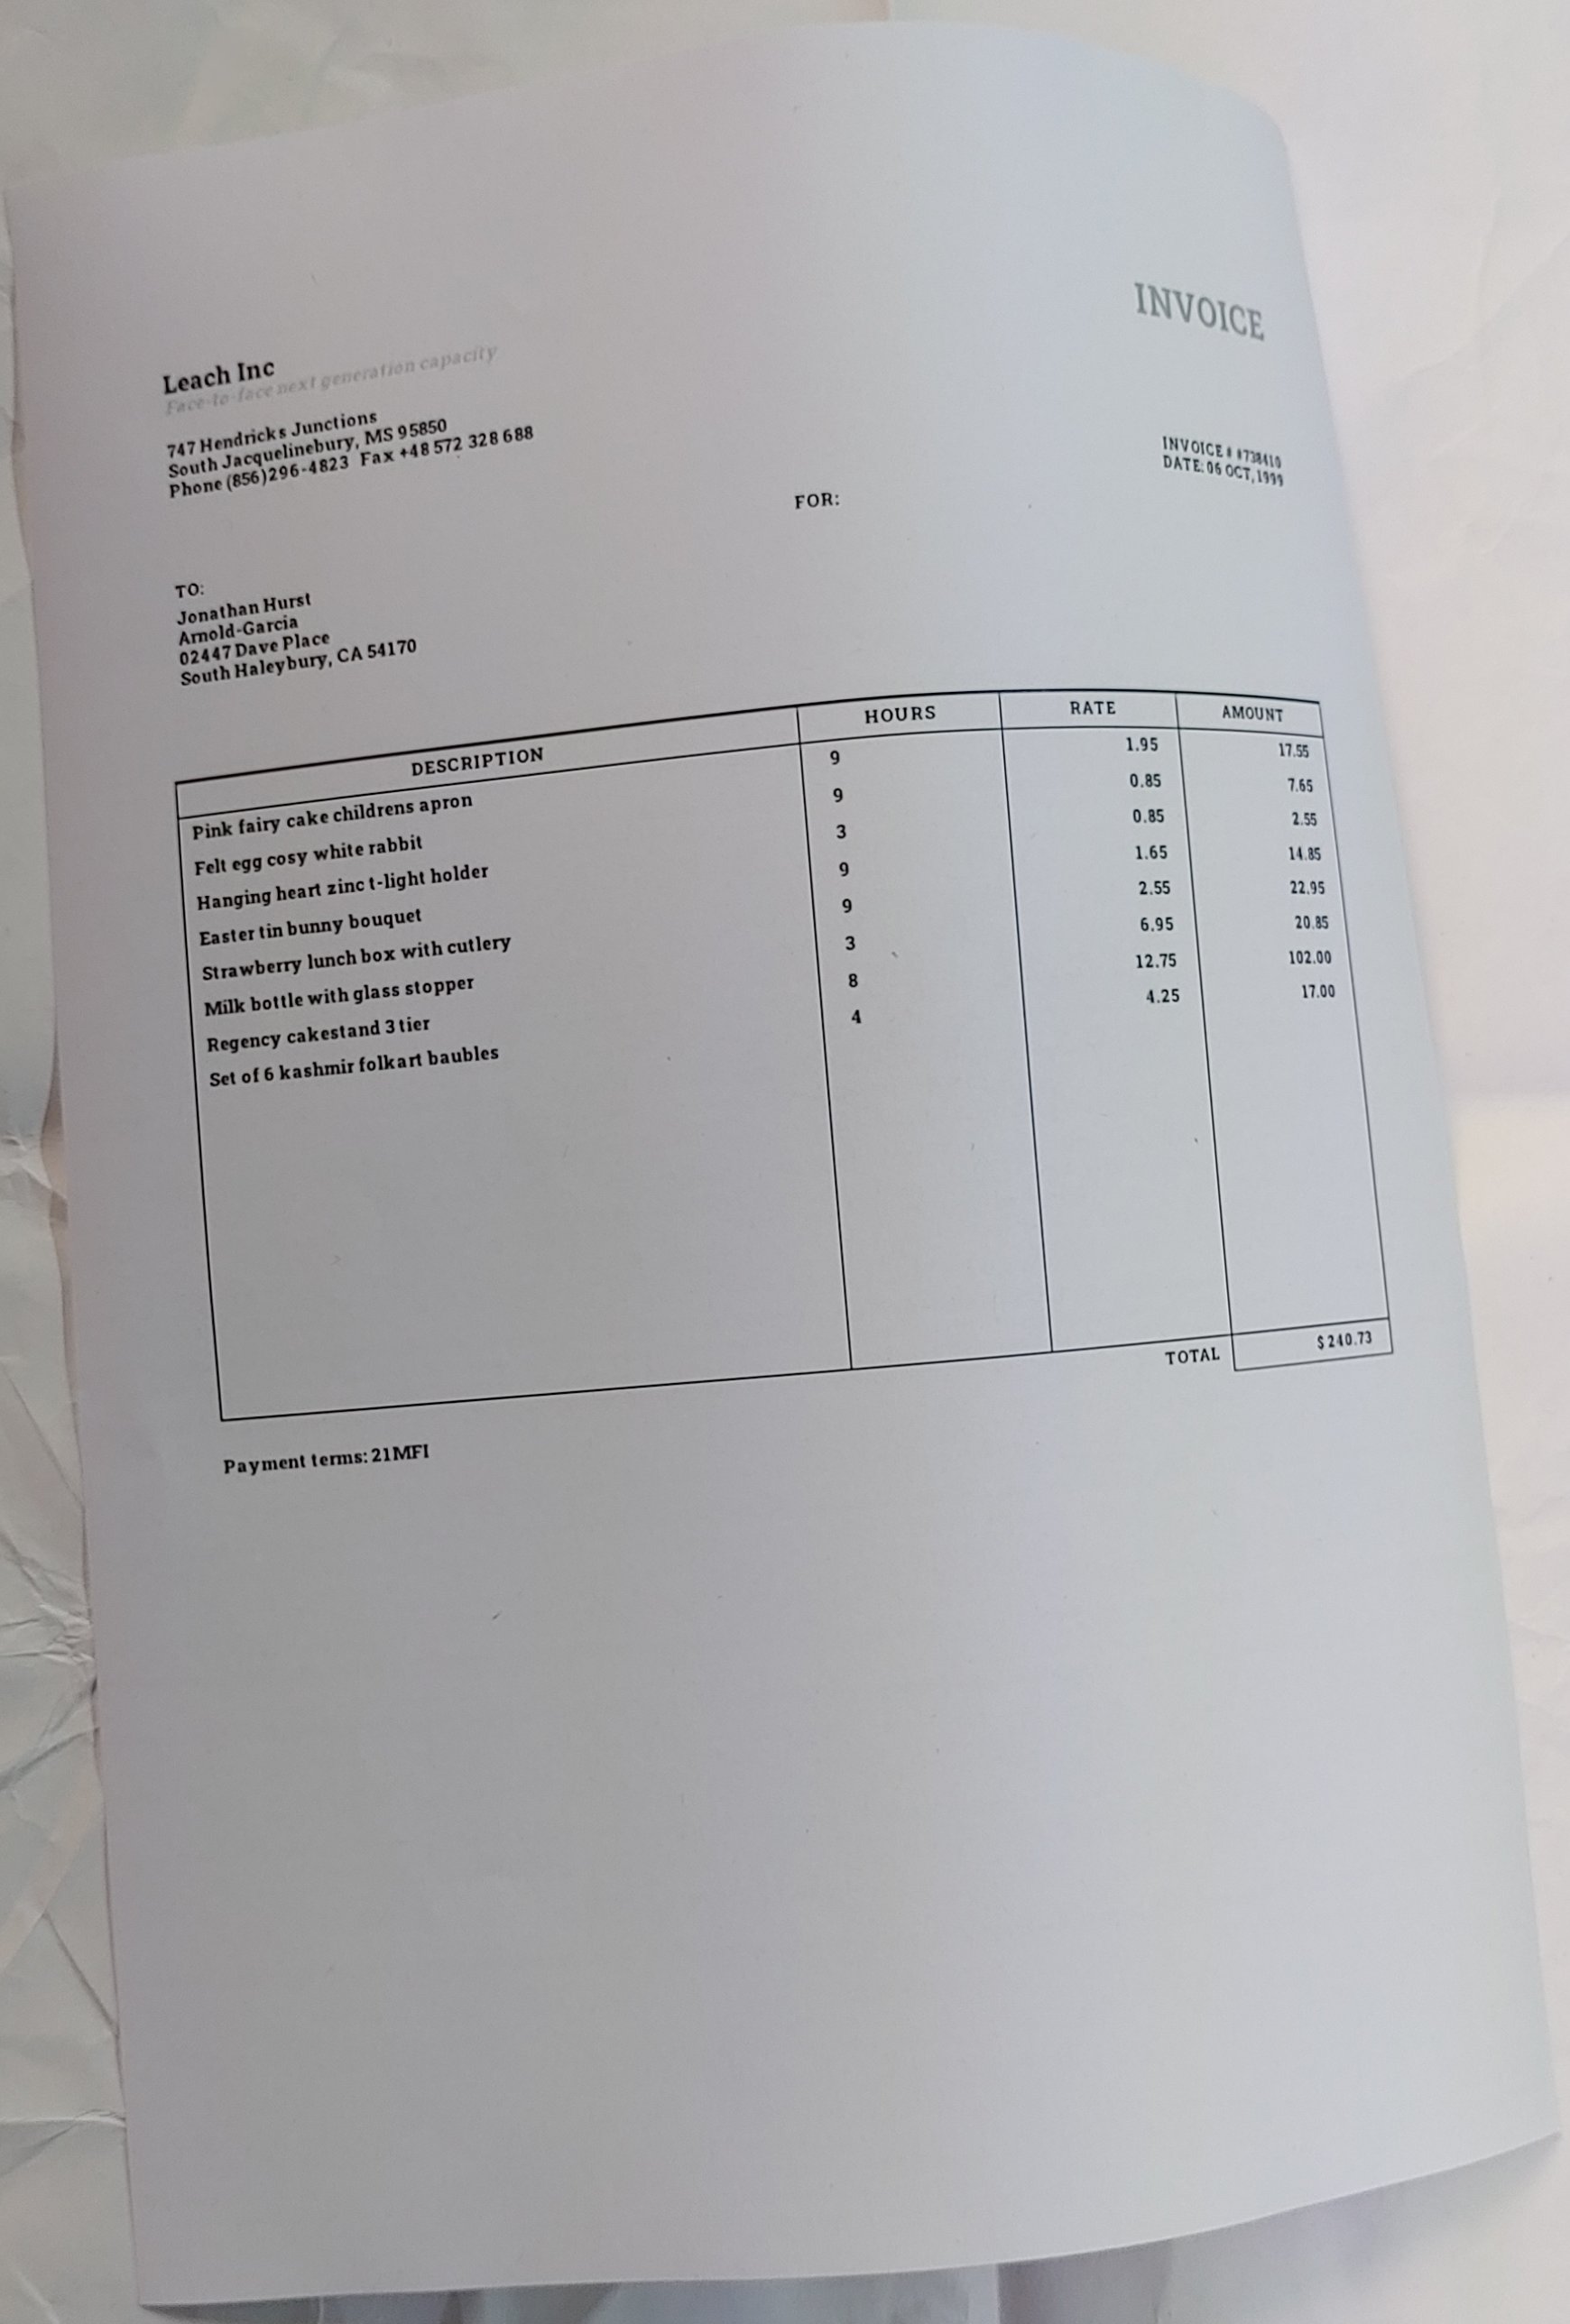 INVOICE
Leach Inc
Face-to-face next generation capacity
747 Hendricks Junctions
South Jacquelinebury, MS 95850
Phone (856)296-4823 Fax +48 572 328 688
INVOICE # #738410
DATE: 06 OCT, 1999
FOR:
TO:
Jonathan Hurst
Arnold-Garcia
02447 Dave Place
South Haleybury, CA 54170
DESCRIPTION HOURS RATE AMOUNT
Pink fairy cake childrens apron 9 1.95 17.55
Felt egg cosy white rabbit 9 0.85 7.65
Hanging heart zinc t-light holder 3 0.85 2.55
Easter tin bunny bouquet 9 1.65 14.85
Strawberry lunch box with cutlery 9 2.55 22.95
Milk bottle with glass stopper 3 6.95 20.85
Regency cakestand 3 tier 8 12.75 102.00
Set of 6 kashmir folkart baubles 4 4.25 17.00
TOTAL $240.73
Payment terms: 21MFI